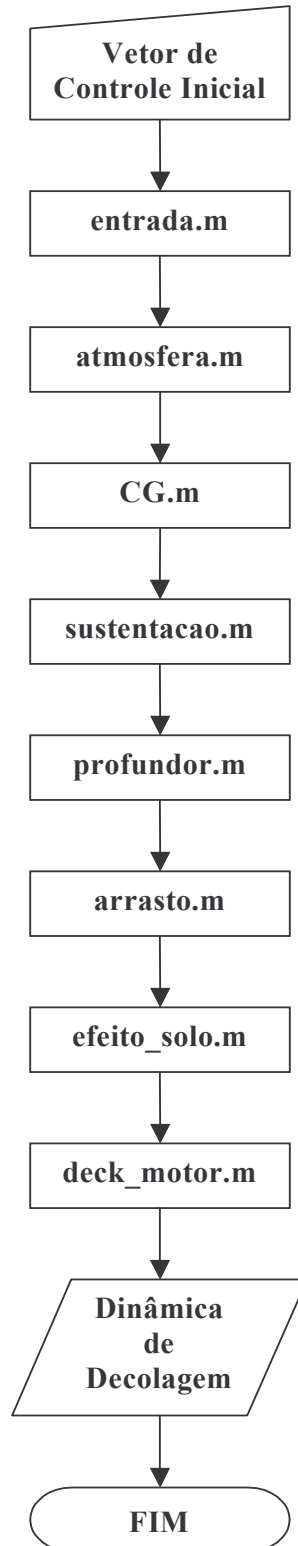 Vetor de
Controle Inicial
entrada.m
atmosfera.m
CG.m
sustentacao.m
profundor.m
arrasto.m
efeito_solo.m
deck_motor.m
Dinâmica
de
Decolagem
FIM